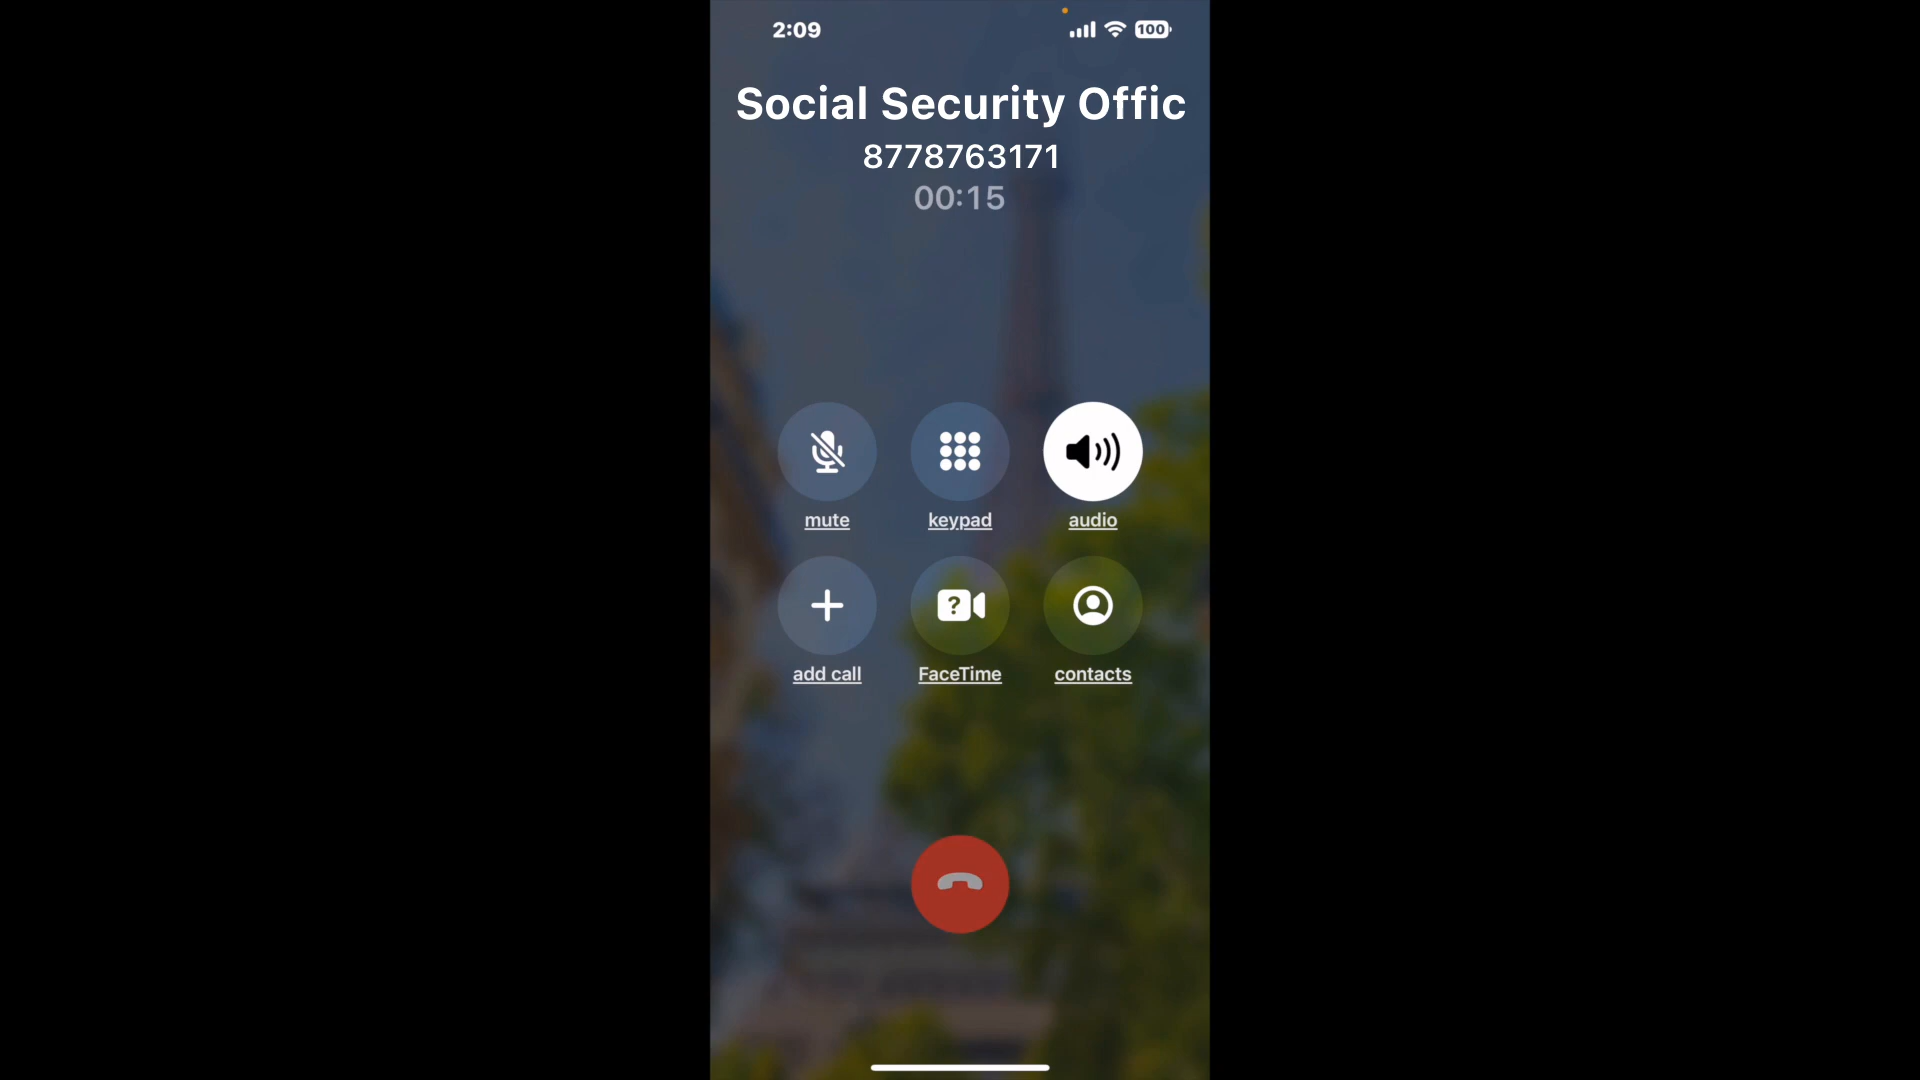 2:09
100
Social Security Offic
8778763171
00:15
mute
keypad
audio
?
add call
FaceTime
contacts